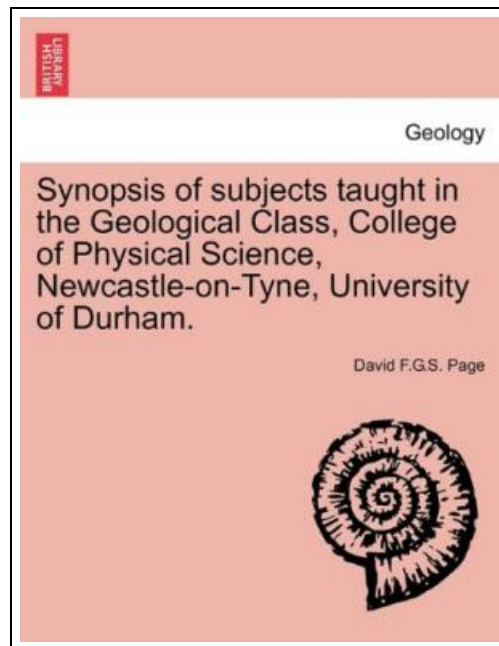 BRITISH
LIBRARY
Geology
Synopsis of subjects taught in
the Geological Class, College
of Physical Science,
Newcastle-on-Tyne, University
of Durham.
David F.G.S. Page